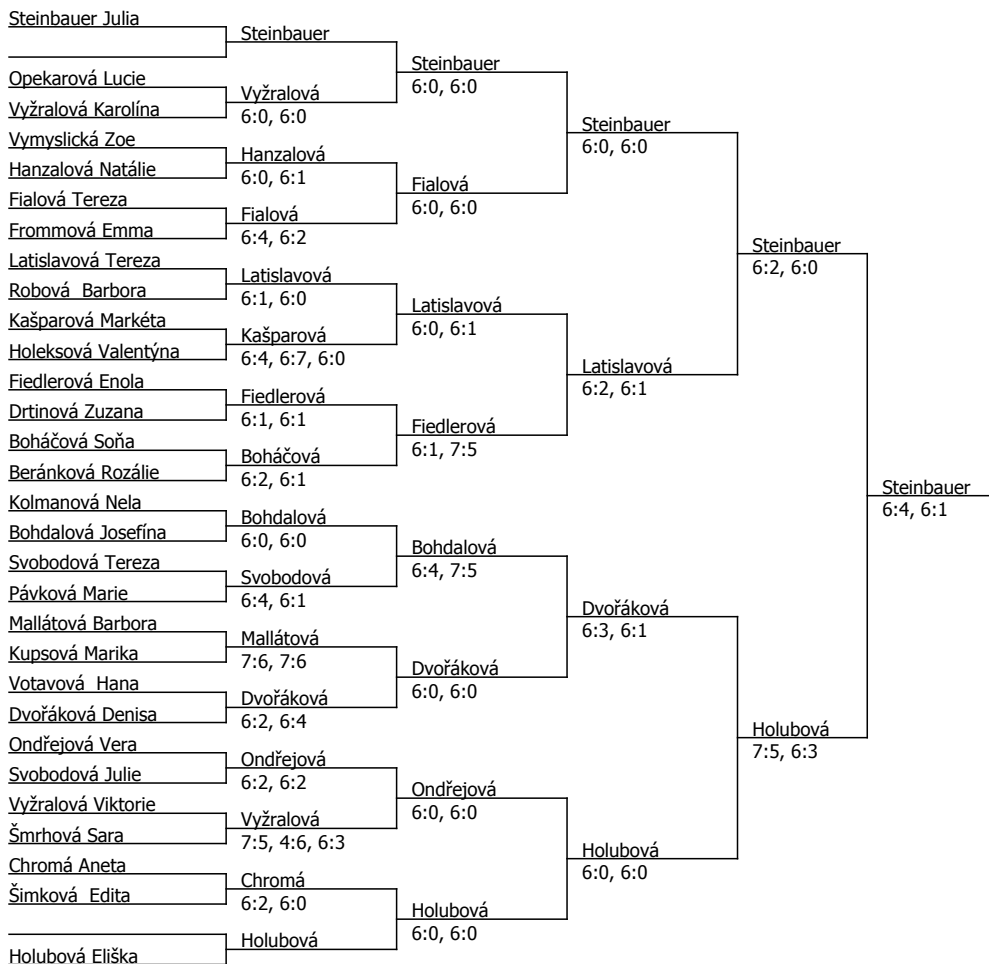 Steinbauer Julia
Opekarová Lucie
Vyžralová Karolína
Vymyslická Zoe
Hanzalová Natálie
Fialová Tereza
Frommová Emma
Latislavová Tereza
Robová  Barbora
Kašparová Markéta
Holeksová Valentýna
Fiedlerová Enola
Drtinová Zuzana
Boháčová Soňa
Beránková Rozálie
Kolmanová Nela
Bohdalová Josefína
Svobodová Tereza
Pávková Marie
Mallátová Barbora
Kupsová Marika
Votavová  Hana
Dvořáková Denisa
Ondřejová Vera
Svobodová Julie
Vyžralová Viktorie
Šmrhová Sara
Chromá Aneta
Šimková  Edita
Holubová Eliška
Steinbauer
Vyžralová
6:0, 6:0
Hanzalová
6:0, 6:1
Fialová
6:4, 6:2
Latislavová
6:1, 6:0
Kašparová
6:4, 6:7, 6:0
Fiedlerová
6:1, 6:1
Boháčová
6:2, 6:1
Bohdalová
6:0, 6:0
Svobodová
6:4, 6:1
Mallátová
7:6, 7:6
Dvořáková
6:2, 6:4
Ondřejová
6:2, 6:2
Vyžralová
7:5, 4:6, 6:3
Chromá
6:2, 6:0
Holubová
Steinbauer
6:0, 6:0
Fialová
6:0, 6:0
Latislavová
6:0, 6:1
Fiedlerová
6:1, 7:5
Bohdalová
6:4, 7:5
Dvořáková
6:0, 6:0
Ondřejová
6:0, 6:0
Holubová
6:0, 6:0
Steinbauer
6:0, 6:0
Latislavová
6:2, 6:1
Dvořáková
6:3, 6:1
Holubová
6:0, 6:0
Steinbauer
6:2, 6:0
Holubová
7:5, 6:3
Steinbauer
6:4, 6:1